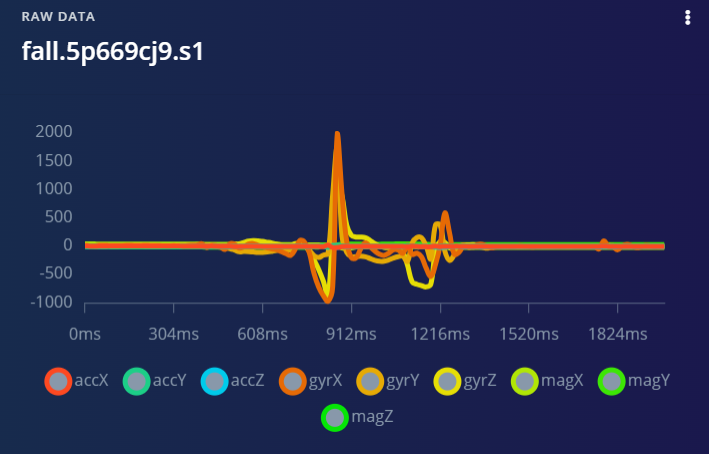 RAW DATA
fall.5p669cj9.s1
2000
1500
1000
500
0
-500
-1000
0ms 304ms 608ms 912ms 1216ms 1520ms 1824ms
accX accY accZ gyrX gyrY gyrZ magX magY
magZ